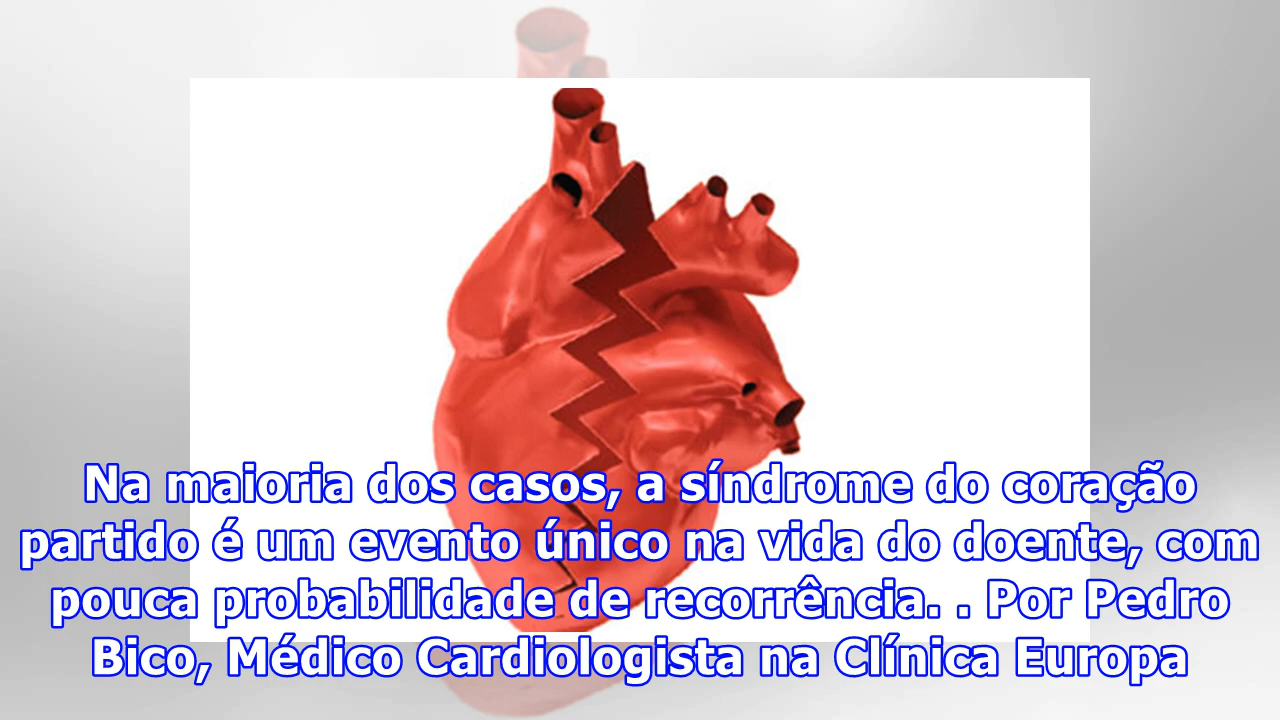 Na maioria dos casos, a síndrome do coração
partido é um evento único na vida do doente, com
pouca probabilidade de recorrência. . Por Pedro
Bico, Médico Cardiologista na Clínica Europa